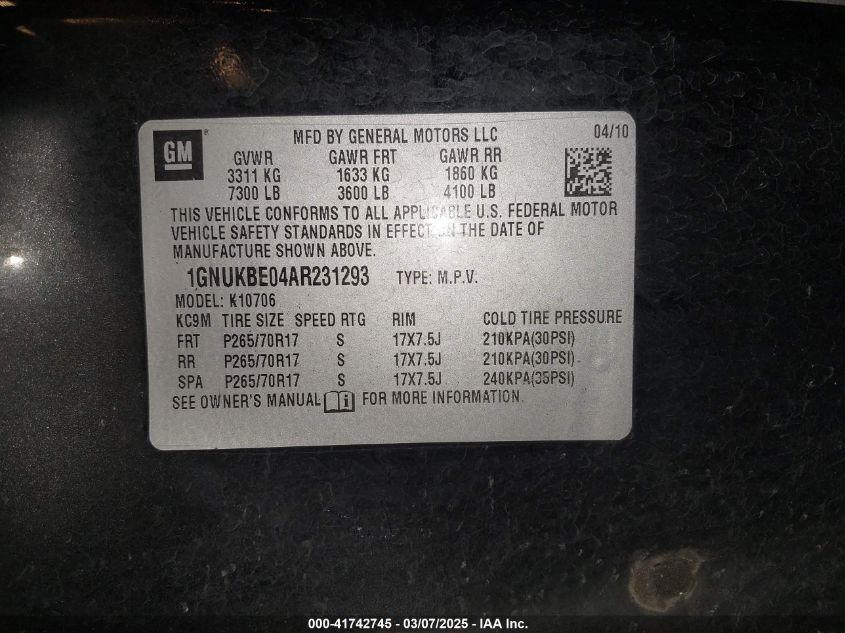 GM ® MFD BY GENERAL MOTORS LLC 04/10
GVWR GAWR FRT GAWR RR
3311 KG 1633 KG 1860 KG
7300 LB 3600 LB 4100 LB
THIS VEHICLE CONFORMS TO ALL APPLICABLE U.S. FEDERAL MOTOR
VEHICLE SAFETY STANDARDS IN EFFECT ON THE DATE OF
MANUFACTURE SHOWN ABOVE.
1GNUKBE04AR231293 TYPE: M.P.V.
MODEL: K10706
KC9M TIRE SIZE SPEED RTG RIM COLD TIRE PRESSURE
FRT P265/70R17 S 17X7.5J 210KPA(30PSI)
RR P265/70R17 S 17X7.5J 210KPA(30PSI)
SPA P265/70R17 S 17X7.5J 240KPA(35PSI)
SEE OWNER'S MANUAL i FOR MORE INFORMATION.
000-41742745 — 03/07/2025 — IAA Inc.